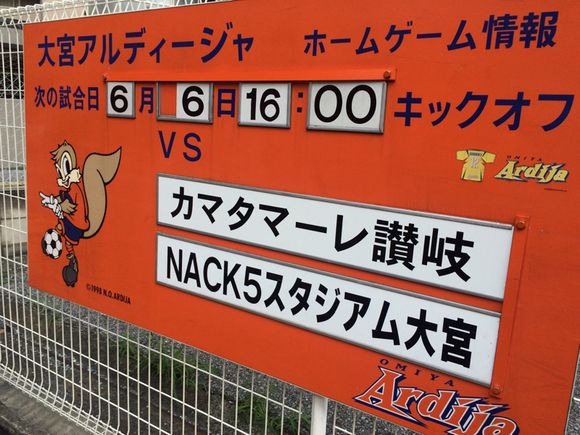 大宮アルディージャ ホームゲーム情報
次の試合日 6月 6日 16:00 キックオフ
VS
OMIYA
Ardija
カマタマーレ讃岐
NACK5スタジアム大宮
©1998 N.O.ARDIJA
OMIYA
Ardija